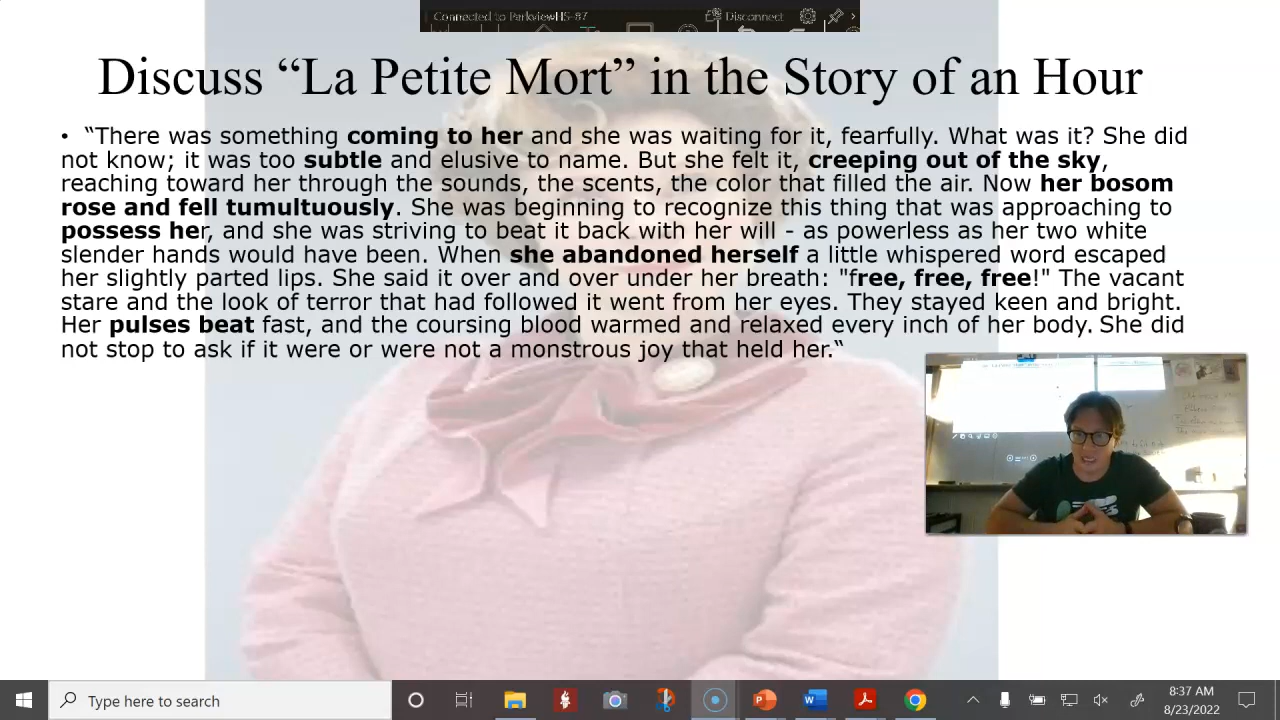 Connected to ParkviewHS-87
Disconnect
Discuss “La Petite Mort” in the Story of an Hour
• “There was something coming to her and she was waiting for it, fearfully. What was it? She did
not know; it was too subtle and elusive to name. But she felt it, creeping out of the sky,
reaching toward her through the sounds, the scents, the color that filled the air. Now her bosom
rose and fell tumultuously. She was beginning to recognize this thing that was approaching to
possess her, and she was striving to beat it back with her will - as powerless as her two white
slender hands would have been. When she abandoned herself a little whispered word escaped
her slightly parted lips. She said it over and over under her breath: "free, free, free!" The vacant
stare and the look of terror that had followed it went from her eyes. They stayed keen and bright.
Her pulses beat fast, and the coursing blood warmed and relaxed every inch of her body. She did
not stop to ask if it were or were not a monstrous joy that held her.“
Type here to search
8:37 AM
8/23/2022